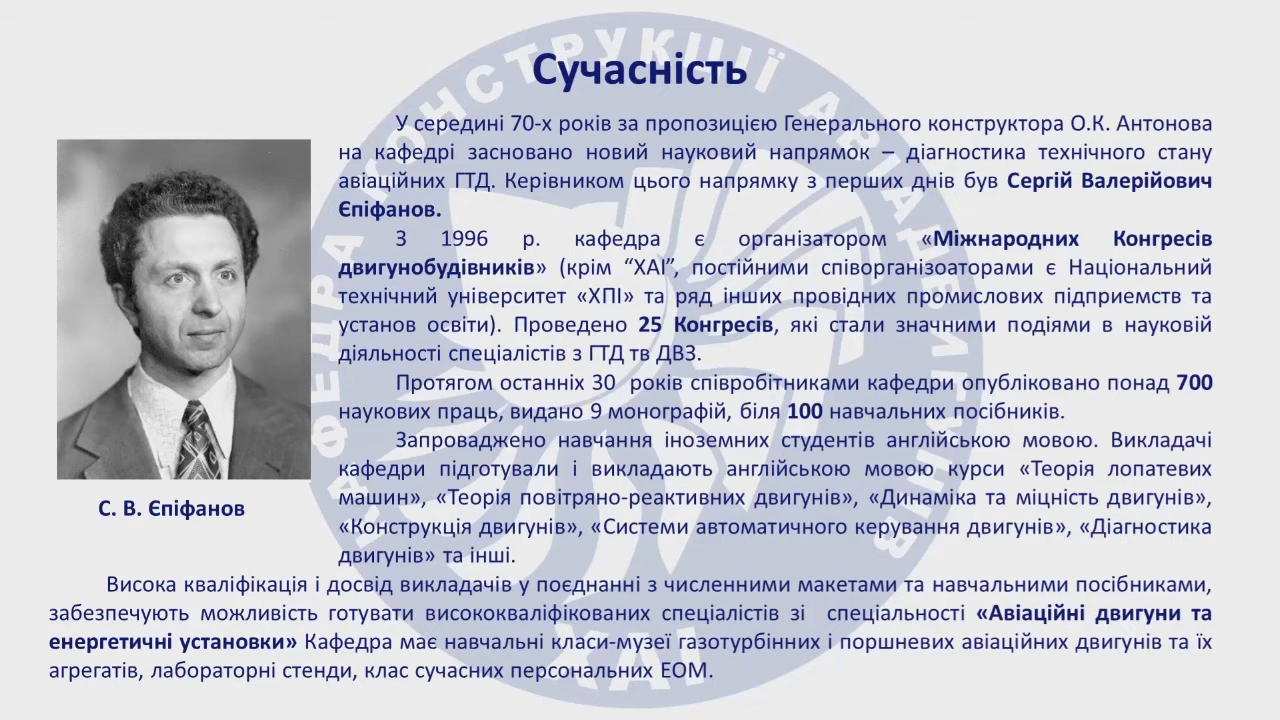 Сучасність
У середині 70-х років за пропозицією Генерального конструктора О.К. Антонова
на кафедрі засновано новий науковий напрямок – діагностика технічного стану
авіаційних ГТД. Керівником цього напрямку з перших днів був Сергій Валерійович
Єпіфанов.
З 1996 р. кафедра є організатором «Міжнародних Конгресів
двигунобудівників» (крім “ХАІ”, постійними співорганізоаторами є Національний
технічний університет «ХПІ» та ряд інших провідних промислових підприємств та
установ освіти). Проведено 25 Конгресів, які стали значними подіями в науковій
діяльності спеціалістів з ГТД тв ДВЗ.
Протягом останніх 30 років співробітниками кафедри опубліковано понад 700
наукових праць, видано 9 монографій, біля 100 навчальних посібників.
Запроваджено навчання іноземних студентів англійською мовою. Викладачі
кафедри підготували і викладають англійською мовою курси «Теорія лопатевих
машин», «Теорія повітряно-реактивних двигунів», «Динаміка та міцність двигунів»,
«Конструкція двигунів», «Системи автоматичного керування двигунів», «Діагностика
двигунів» та інші.
С. В. Єпіфанов
Висока кваліфікація і досвід викладачів у поєднанні з численними макетами та навчальними посібниками,
забезпечують можливість готувати висококваліфікованих спеціалістів зі спеціальності «Авіаційні двигуни та
енергетичні установки» Кафедра має навчальні класи-музеї газотурбінних і поршневих авіаційних двигунів та їх
агрегатів, лабораторні стенди, клас сучасних персональних ЕОМ.
КАФЕДРА КОНСТРУКЦІЇ АВІАДВИГУНІВ
ХАІ